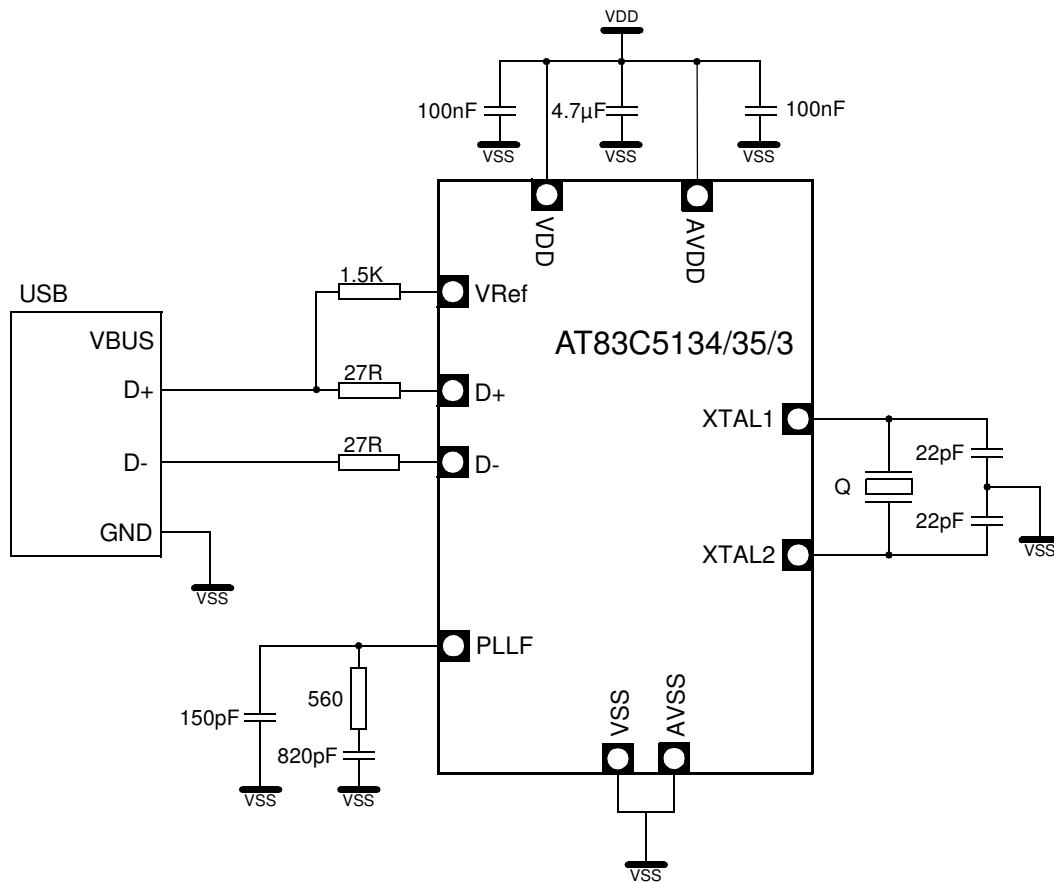 VDD
100nF
4.7µF
100nF
VSS
VSS
VSS
VDD
AVDD
1.5K
VRef
USB
VBUS
AT83C5134/35/3
D+
27R
D+
XTAL1
D-
27R
D-
22pF
Q
22pF
GND
VSS
XTAL2
VSS
PLLF
560
150pF
820pF
VSS
AVSS
VSS
VSS
VSS